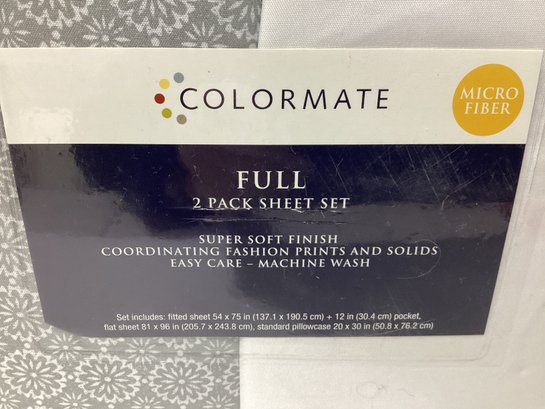 COLORMATE
MICRO
FIBER
FULL
2 PACK SHEET SET
SUPER SOFT FINISH
COORDINATING FASHION PRINTS AND SOLIDS
EASY CARE – MACHINE WASH
Set includes: fitted sheet 54 x 75 in (137.1 x 190.5 cm) + 12 in (30.4 cm) pocket,
flat sheet 81 x 96 in (205.7 x 243.8 cm), standard pillowcase 20 x 30 in (50.8 x 76.2 cm)